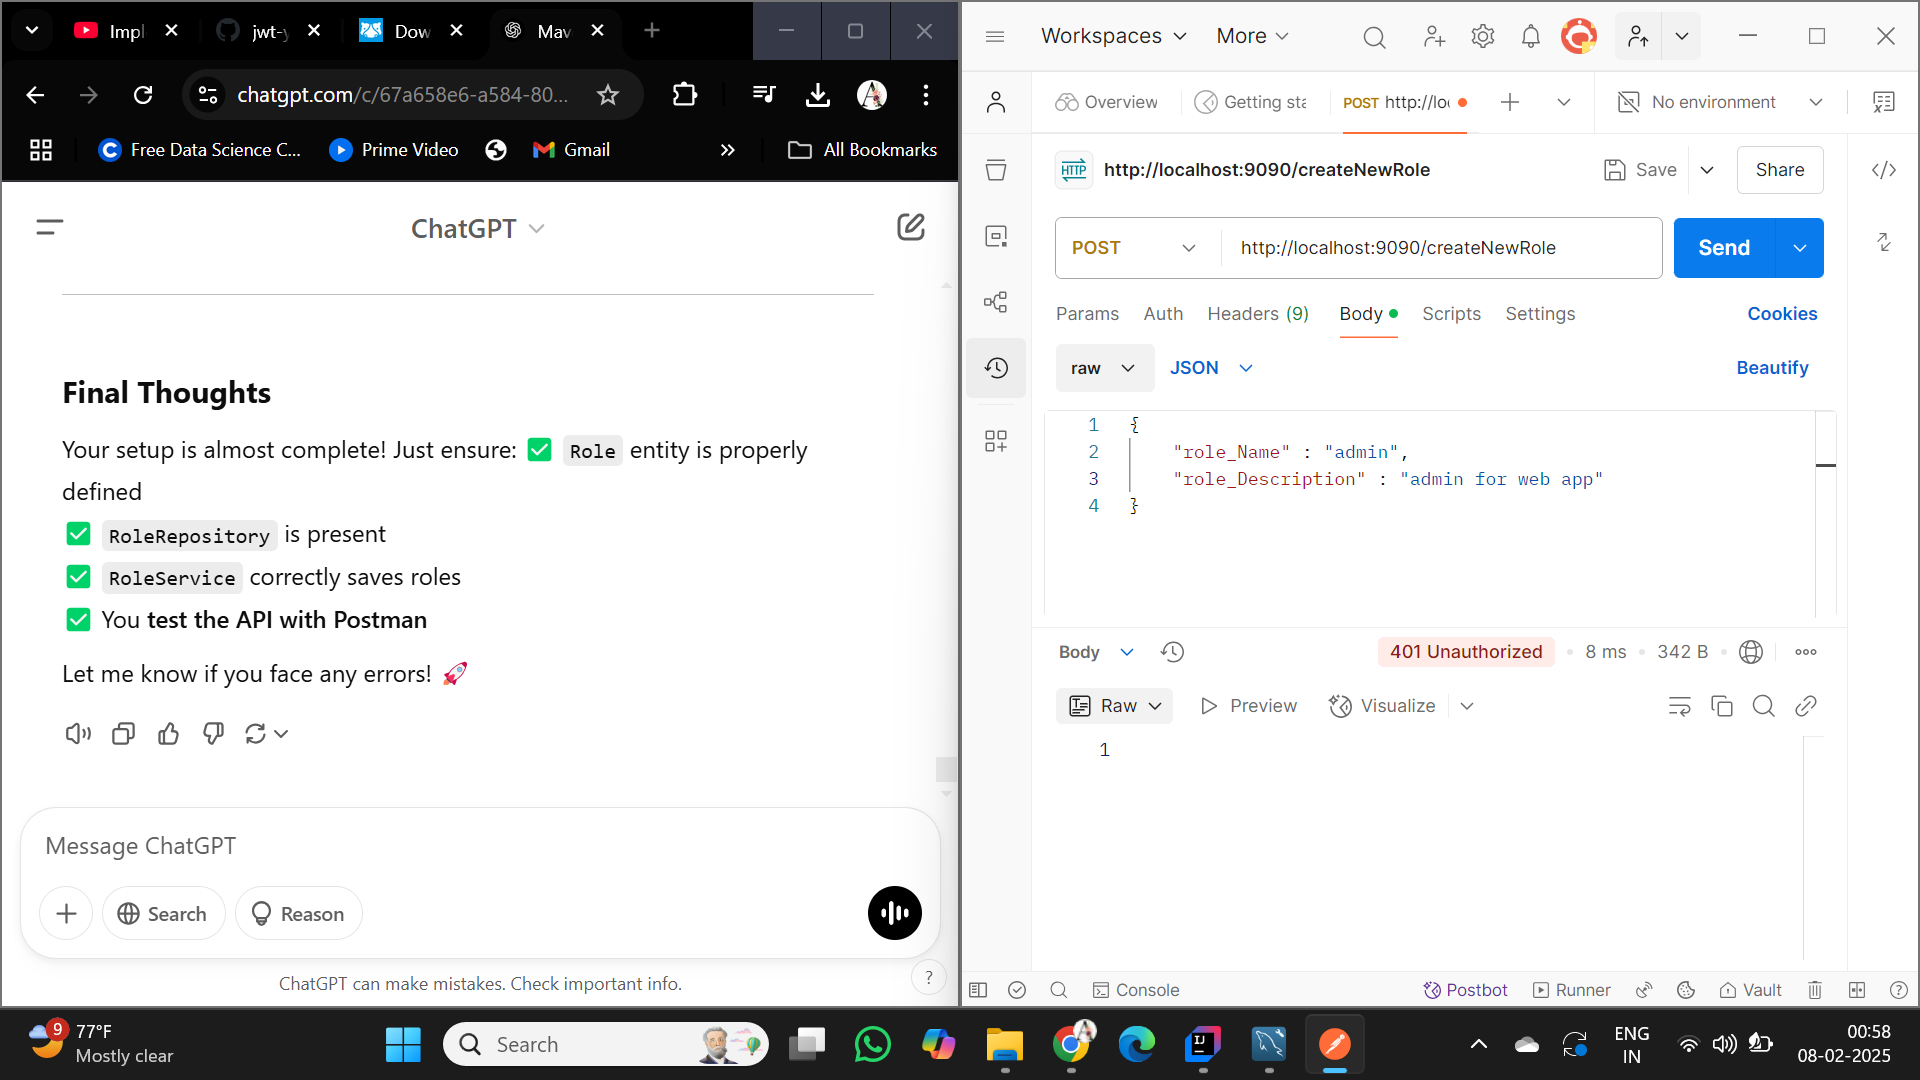 Impl
jwt-y
Dow
Mav
chatgpt.com/c/67a658e6-a584-80...
Free Data Science C...
Prime Video
Gmail
All Bookmarks
ChatGPT
Final Thoughts
Your setup is almost complete! Just ensure: ✅ Role entity is properly
defined
✅ RoleRepository is present
✅ RoleService correctly saves roles
✅ You test the API with Postman
Let me know if you face any errors! 🚀
Message ChatGPT
Search
Reason
ChatGPT can make mistakes. Check important info.
?
Workspaces
More
Overview
Getting sta
POST http://loc
No environment
HTTP
http://localhost:9090/createNewRole
Save
Share
POST
http://localhost:9090/createNewRole
Send
Params
Auth
Headers (9)
Body
Scripts
Settings
Cookies
raw
JSON
Beautify
1 {
2 "role_Name" : "admin",
3 "role_Description" : "admin for web app"
4 }
Body
401 Unauthorized
8 ms
342 B
Raw
Preview
Visualize
1
Console
Postbot
Runner
Vault
9
77°F
Mostly clear
Search
ENG
IN
00:58
08-02-2025